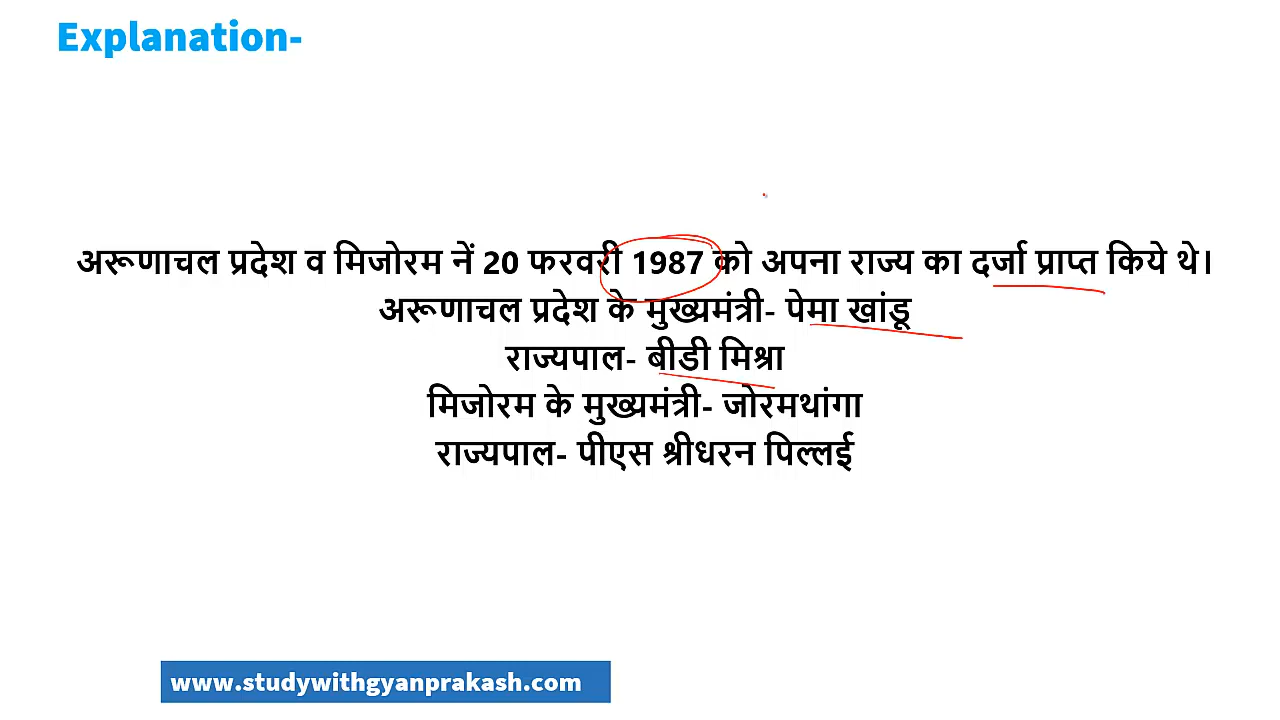 Explanation-
अरूणाचल प्रदेश व मिजोरम नें 20 फरवरी 1987 को अपना राज्य का दर्जा प्राप्त किये थे।
अरूणाचल प्रदेश के मुख्यमंत्री- पेमा खांडू
राज्यपाल- बीडी मिश्रा
मिजोरम के मुख्यमंत्री- जोरमथांगा
राज्यपाल- पीएस श्रीधरन पिल्लई
www.studywithgyanprakash.com